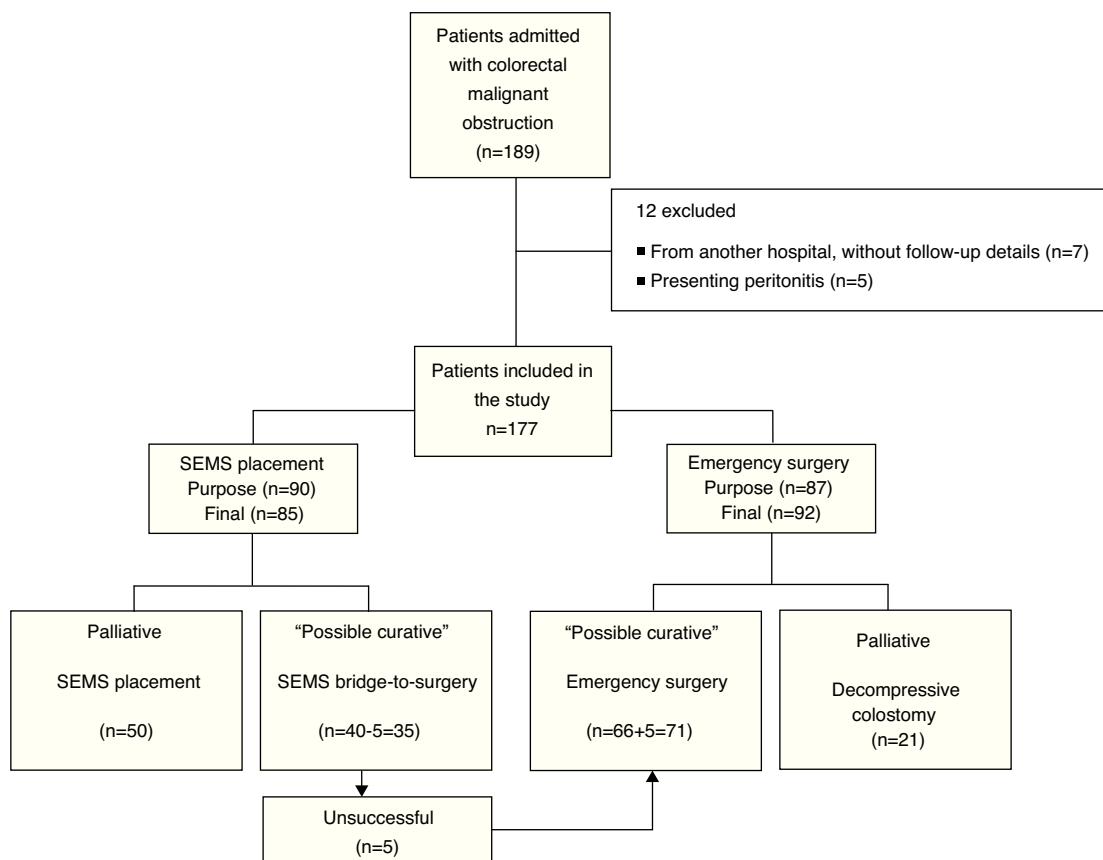 Patients admitted
with colorectal
malignant
obstruction
(n=189)
12 excluded
■ From another hospital, without follow-up details (n=7)
■ Presenting peritonitis (n=5)
Patients included in
the study
n=177
SEMS placement
Purpose (n=90)
Final (n=85)
Emergency surgery
Purpose (n=87)
Final (n=92)
Palliative
SEMS placement
(n=50)
“Possible curative”
SEMS bridge-to-surgery
(n=40-5=35)
“Possible curative”
Emergency surgery
(n=66+5=71)
Palliative
Decompressive
colostomy
(n=21)
Unsuccessful
(n=5)